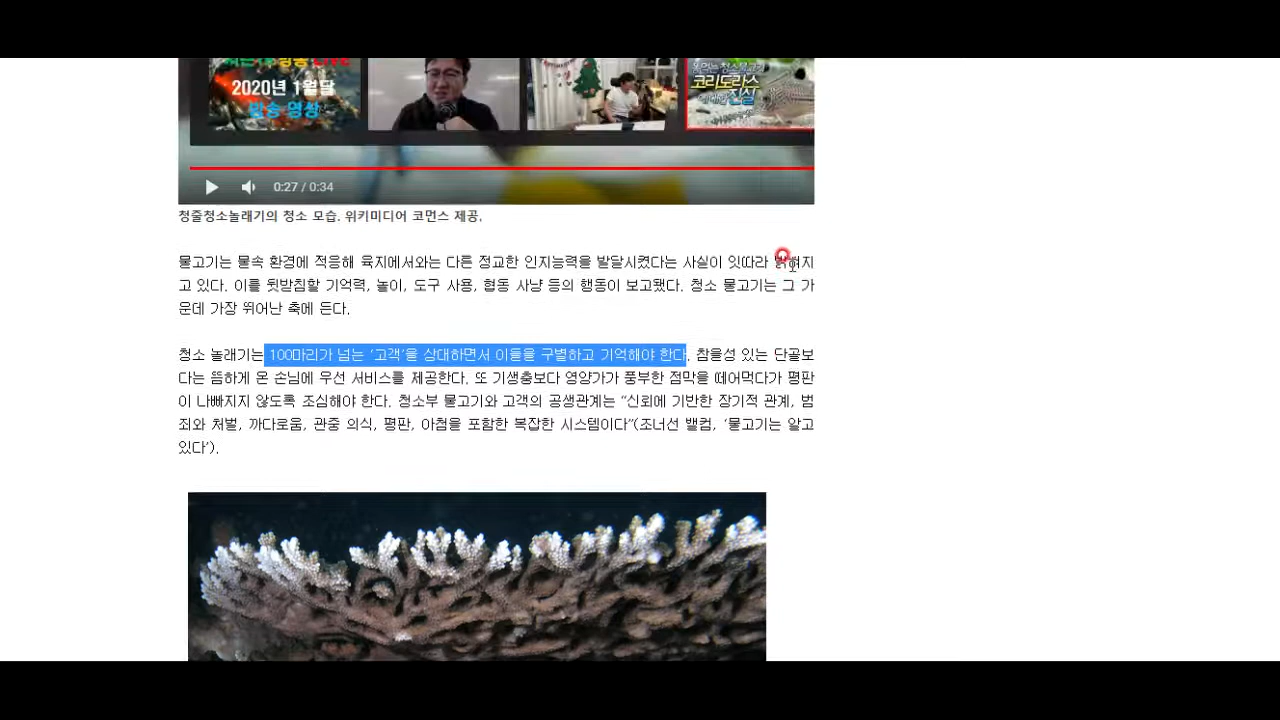 2020년 1월달
방송 영상
코리도라스
진실
0:27 / 0:34
청줄청소놀래기의 청소 모습. 위키미디어 코먼스 제공.
물고기는 물속 환경에 적응해 육지에서와는 다른 정교한 인지능력을 발달시켰다는 사실이 잇따라 밝혀지
고 있다. 이를 뒷받침할 기억력, 놀이, 도구 사용, 협동 사냥 등의 행동이 보고됐다. 청소 물고기는 그 가
운데 가장 뛰어난 축에 든다.
청소 놀래기는 100마리가 넘는 ‘고객’을 상대하면서 이들을 구별하고 기억해야 한다. 참을성 있는 단골보
다는 뜸하게 온 손님에 우선 서비스를 제공한다. 또 기생충보다 영양가가 풍부한 점막을 떼어먹다가 평판
이 나빠지지 않도록 조심해야 한다. 청소부 물고기와 고객의 공생관계는 “신뢰에 기반한 장기적 관계, 범
죄와 처벌, 까다로움, 관중 의식, 평판, 아첨을 포함한 복잡한 시스템이다”(조너선 밸컴, ‘물고기는 알고
있다’).